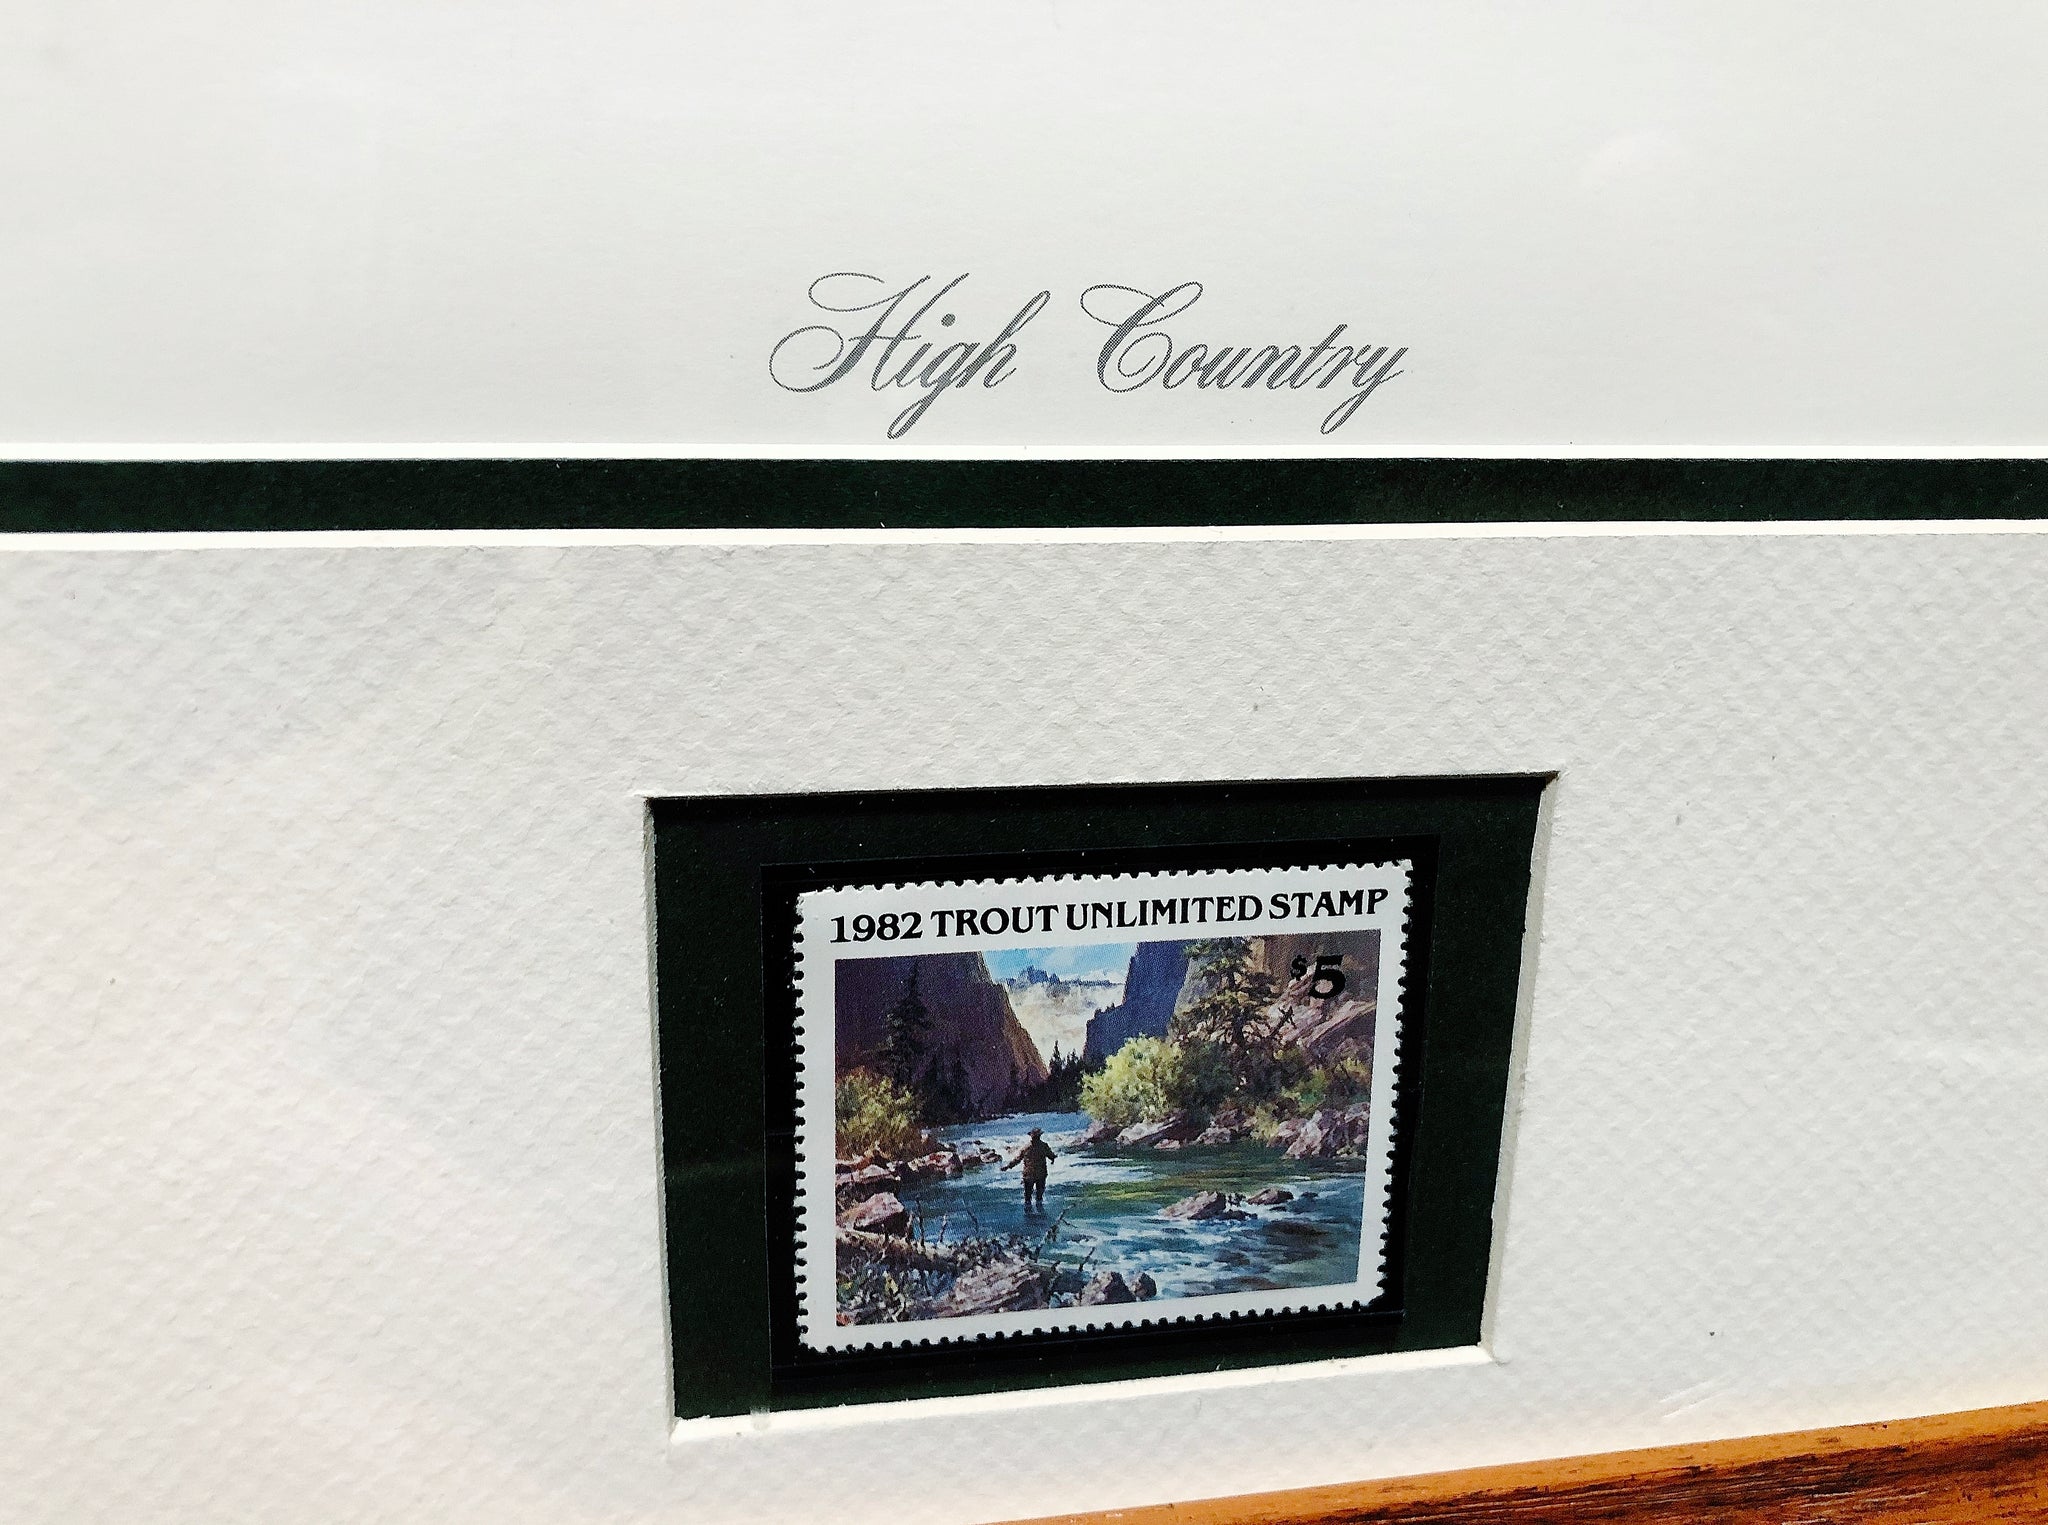 High Country
1982 TROUT UNLIMITED STAMP
$5